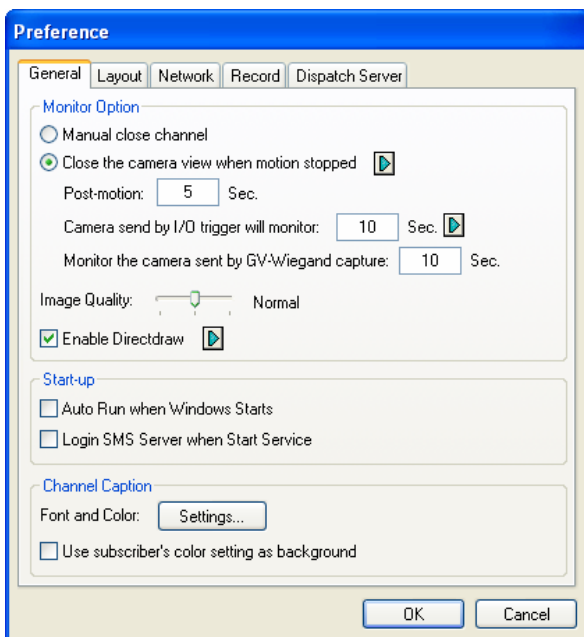 Preference
General Layout Network Record Dispatch Server
Monitor Option
Manual close channel
Close the camera view when motion stopped
Post-motion: 5 Sec.
Camera send by I/O trigger will monitor: 10 Sec.
Monitor the camera sent by GV-Wiegand capture: 10 Sec.
Image Quality: Normal
Enable Directdraw
Start-up
Auto Run when Windows Starts
Login SMS Server when Start Service
Channel Caption
Font and Color: Settings...
Use subscriber's color setting as background
OK Cancel